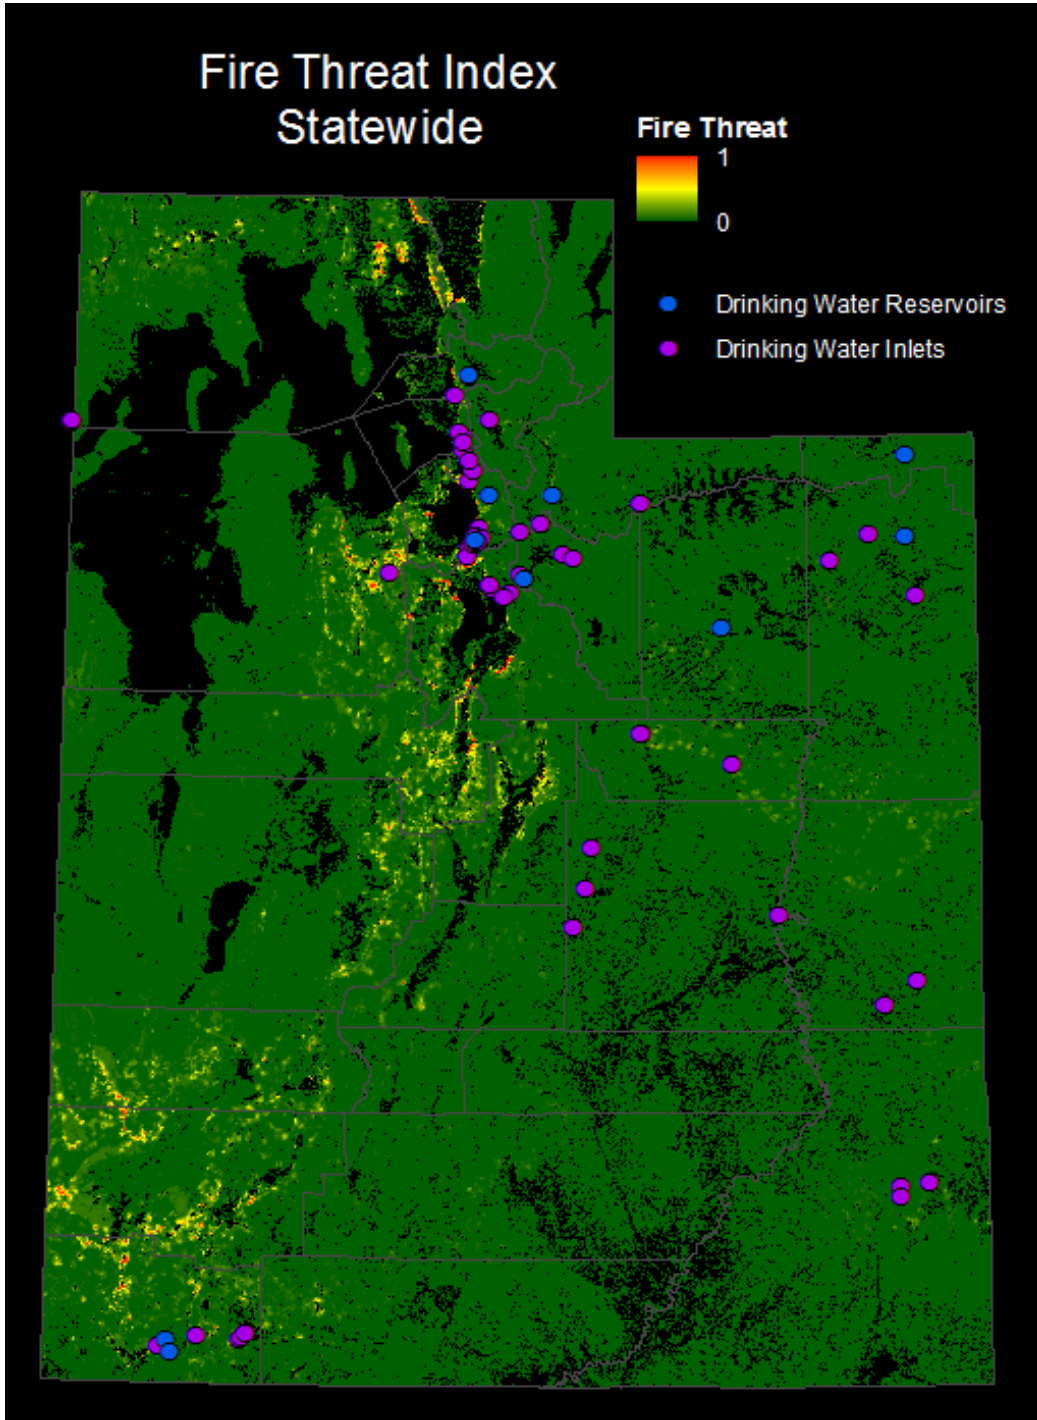 Fire Threat Index
Statewide
Fire Threat
1
0
Drinking Water Reservoirs
Drinking Water Inlets